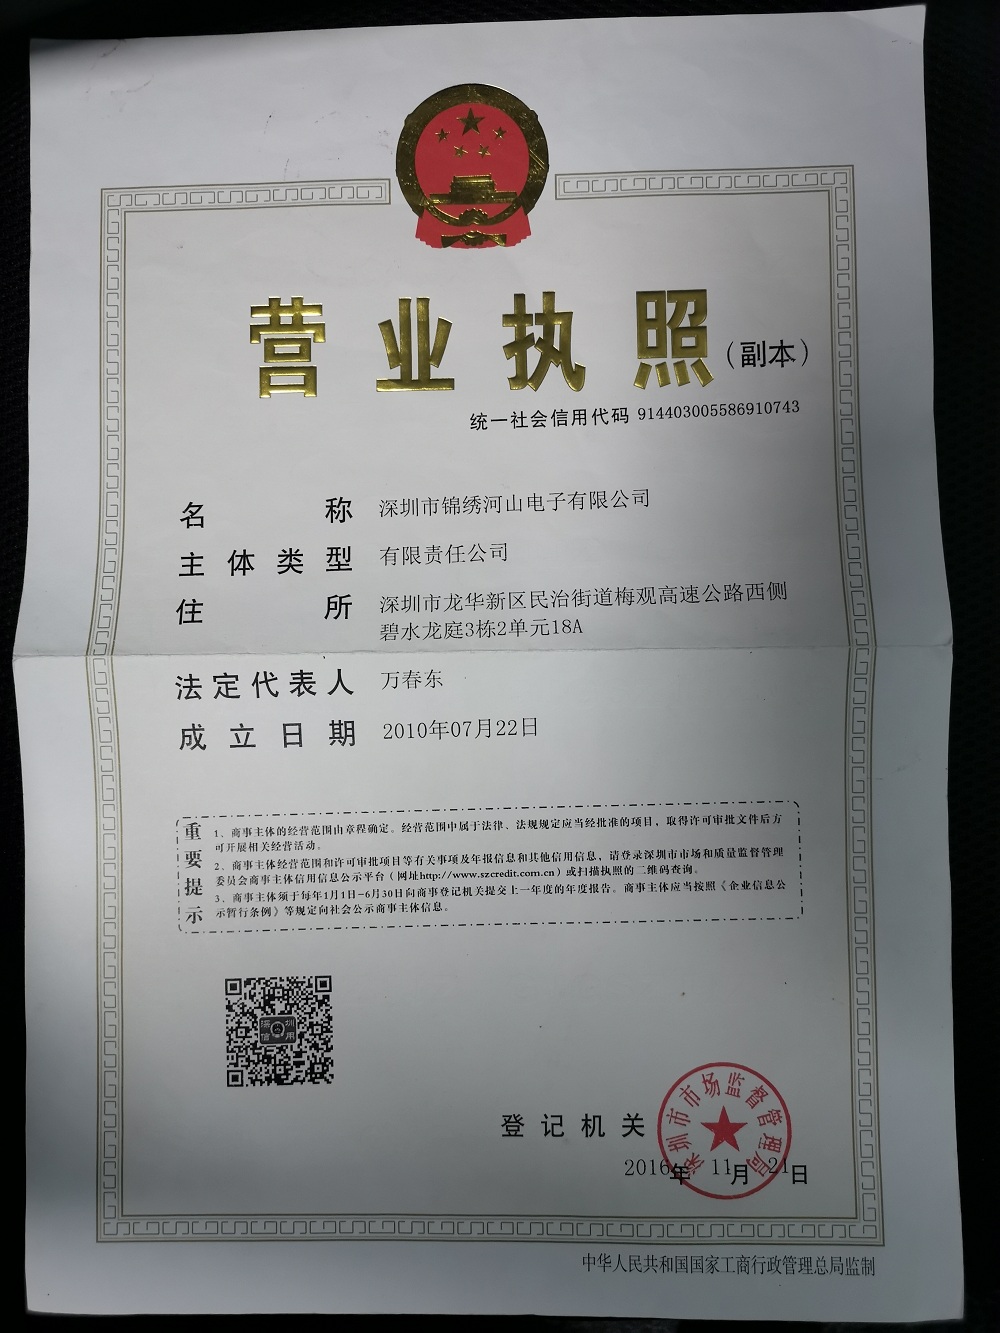 营业执照(副本)
统一社会信用代码 914403005586910743
名称 深圳市锦绣河山电子有限公司
主体类型 有限责任公司
住所 深圳市龙华新区民治街道梅观高速公路西侧
碧水龙庭3栋2单元18A
法定代表人 万春东
成立日期 2010年07月22日
重要提示
1、商事主体的经营范围由章程确定。经营范围中属于法律、法规规定应当经批准的项目，取得许可审批文件后方
可开展相关经营活动。
2、商事主体经营范围和许可审批项目等有关事项及年报信息和其他信用信息，请登录深圳市市场和质量监督管理
委员会商事主体信用信息公示平台（网址http://www.szcredit.com.cn）或扫描执照的二维码查询。
3、商事主体须于每年1月1日-6月30日向商事登记机关提交上一年度的年度报告。商事主体应当按照《企业信息公
示暂行条例》等规定向社会公示商事主体信息。
深圳
信用
登记机关
深圳市市场监督管理局
2016年11月21日
中华人民共和国国家工商行政管理总局监制